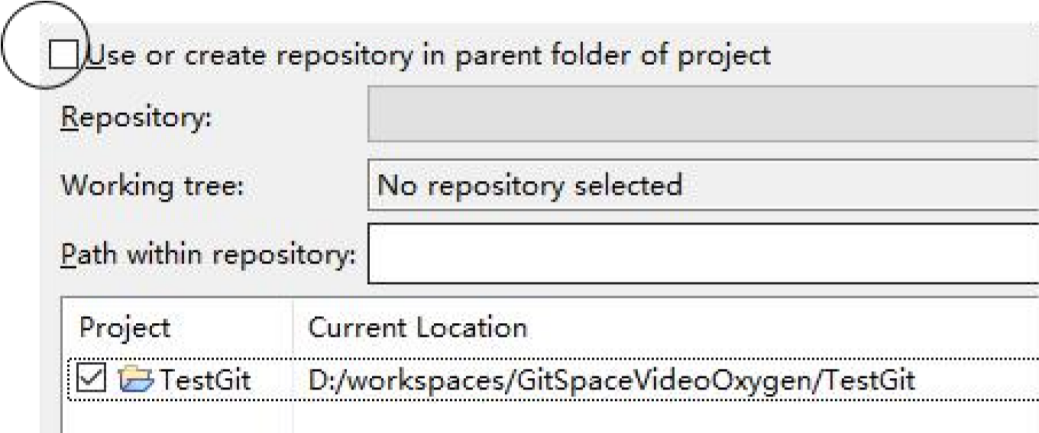 Use or create repository in parent folder of project
Repository:
Working tree: No repository selected
Path within repository:
Project Current Location
TestGit D:/workspaces/GitSpaceVideoOxygen/TestGit